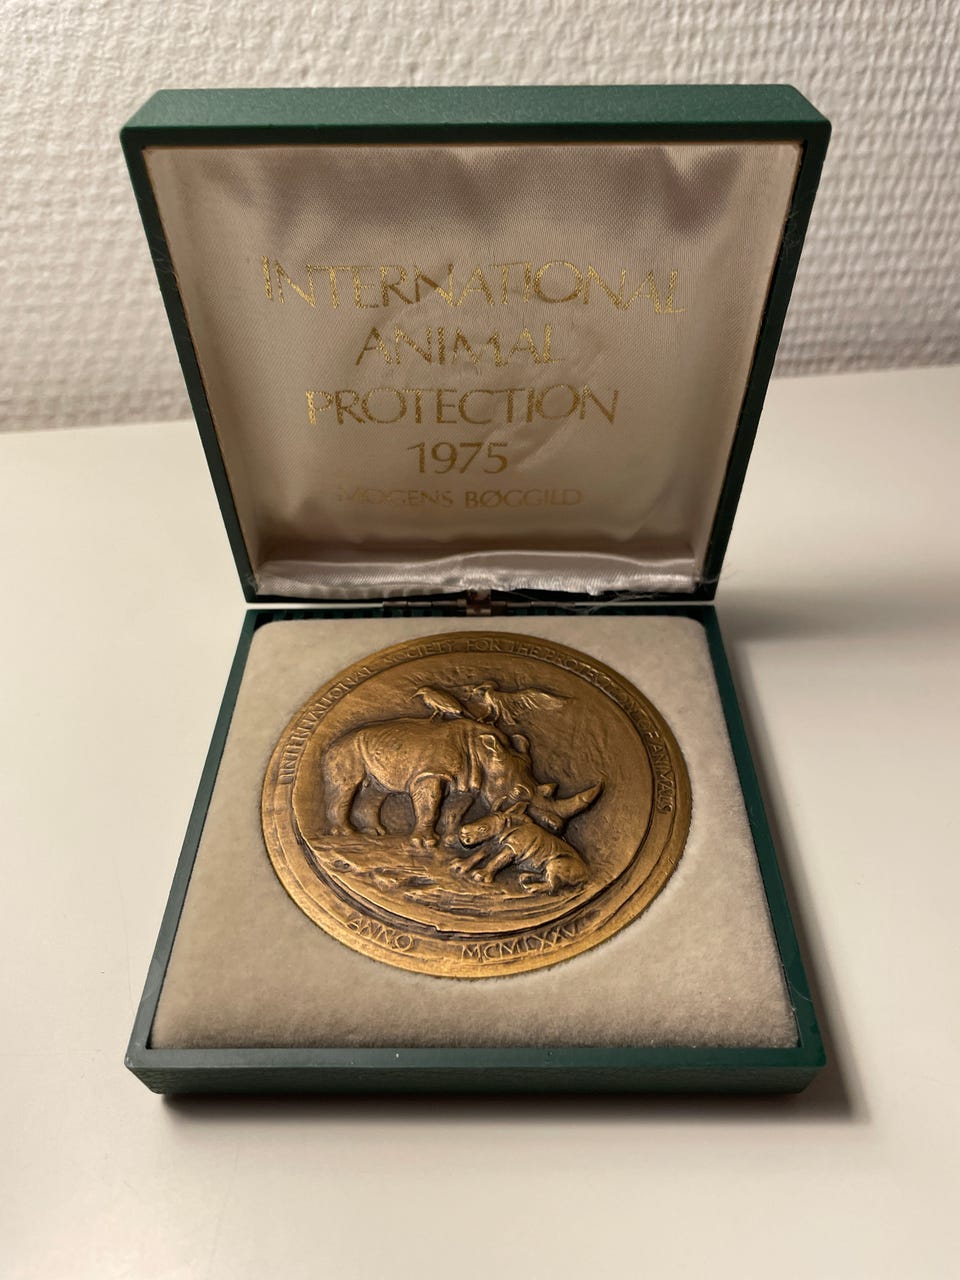 INTERNATIONAL
ANIMAL
PROTECTION
1975
MOGENS BØGGILD
INTERNATIONAL SOCIETY FOR THE PROTECTION OF ANIMALS
ANNO MCMLXXV